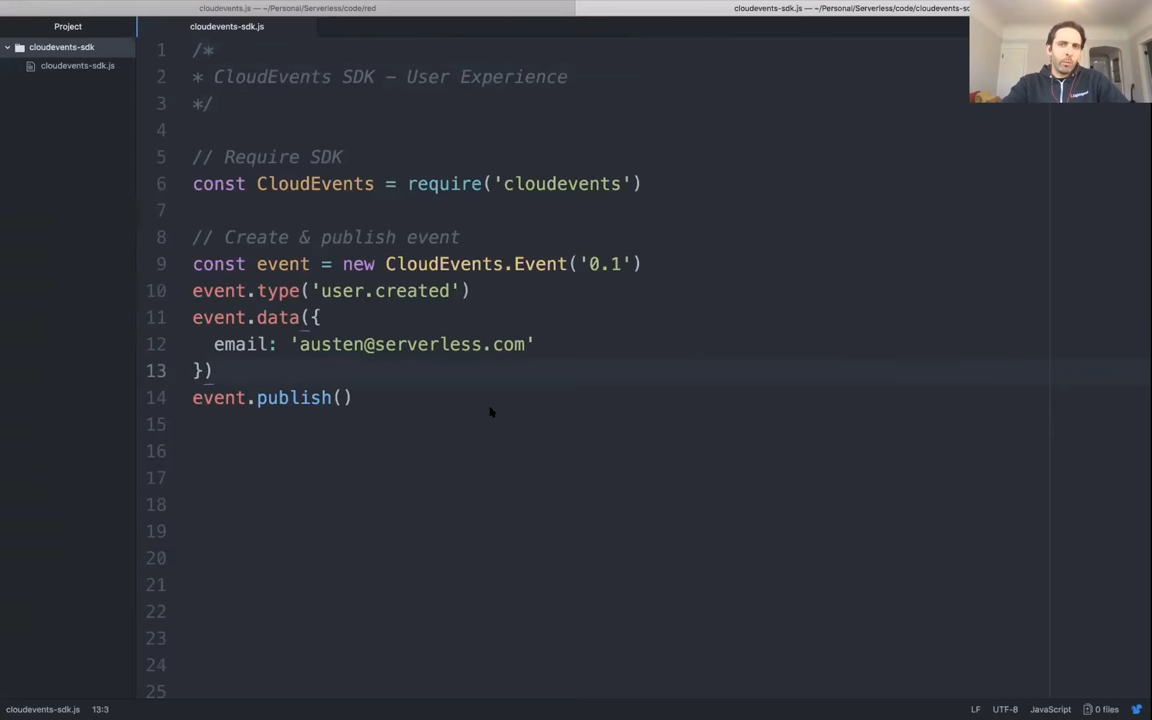 cloudevents.js — ~/Personal/Serverless/code/red
cloudevents-sdk.js — ~/Personal/Serverless/code/cloudevents-sd
Project
cloudevents-sdk.js
cloudevents-sdk
cloudevents-sdk.js
1 /*
2 * CloudEvents SDK – User Experience
3 */
4
5 // Require SDK
6 const CloudEvents = require('cloudevents')
7
8 // Create & publish event
9 const event = new CloudEvents.Event('0.1')
10 event.type('user.created')
11 event.data({
12 email: 'austen@serverless.com'
13 })
14 event.publish()
15
16
17
18
19
20
21
22
23
24
25
cloudevents-sdk.js 13:3
LF UTF-8 JavaScript 0 files